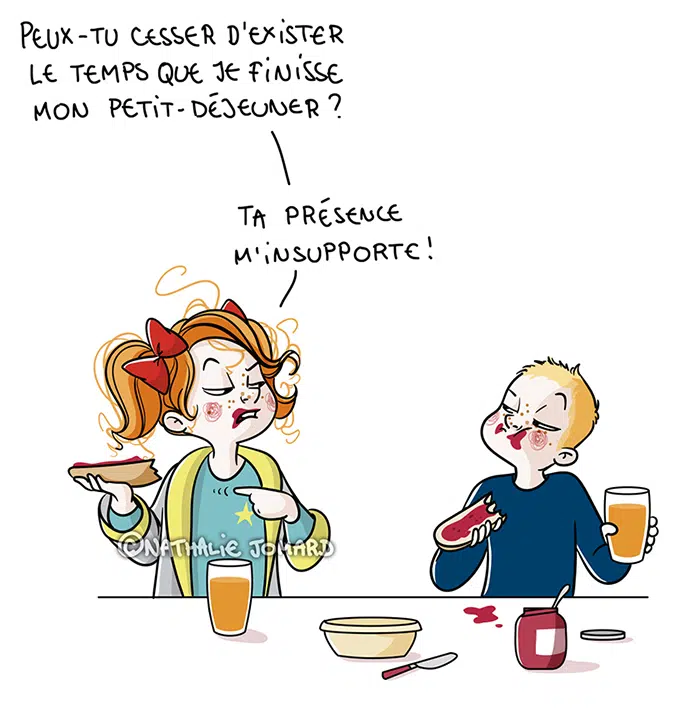 PEUX-TU CESSER D'EXISTER
LE TEMPS QUE JE FINISSE
MON PETIT-DÉJEUNER ?
TA PRÉSENCE
M'INSUPPORTE !
©NATHALIE JOMARD